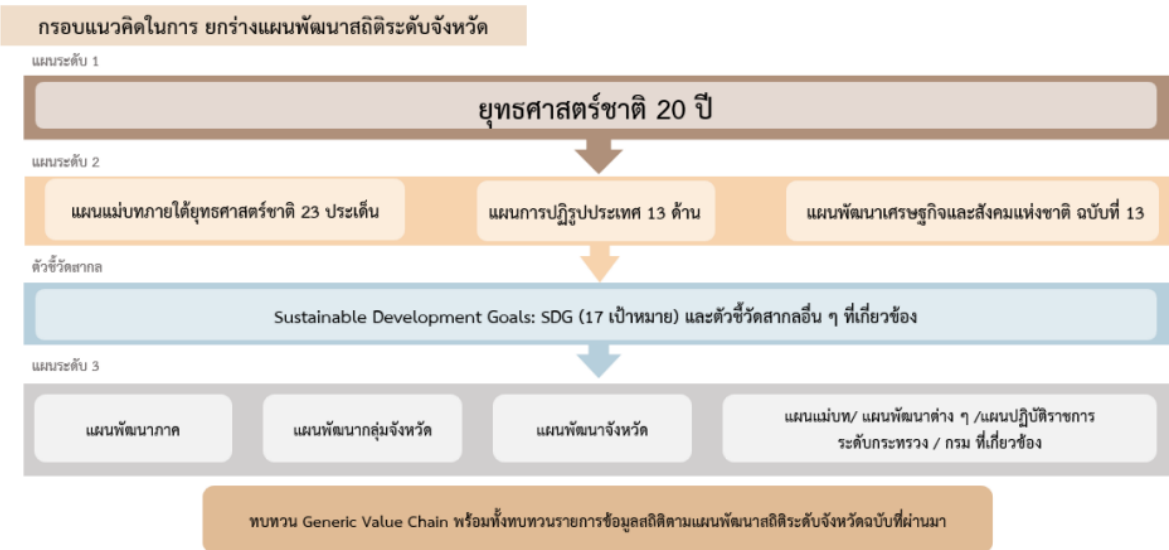 กรอบแนวคิดในการ ยกร่างแผนพัฒนาสถิติระดับจังหวัด
แผนระดับ 1
ยุทธศาสตร์ชาติ 20 ปี
แผนระดับ 2
แผนแม่บทภายใต้ยุทธศาสตร์ชาติ 23 ประเด็น
แผนการปฏิรูปประเทศ 13 ด้าน
แผนพัฒนาเศรษฐกิจและสังคมแห่งชาติ ฉบับที่ 13
ตัวชี้วัดสากล
Sustainable Development Goals: SDG (17 เป้าหมาย) และตัวชี้วัดสากลอื่น ๆ ที่เกี่ยวข้อง
แผนระดับ 3
แผนพัฒนาภาค
แผนพัฒนากลุ่มจังหวัด
แผนพัฒนาจังหวัด
แผนแม่บท/ แผนพัฒนาต่าง ๆ /แผนปฏิบัติราชการ
ระดับกระทรวง / กรม ที่เกี่ยวข้อง
ทบทวน Generic Value Chain พร้อมทั้งทบทวนรายการข้อมูลสถิติตามแผนพัฒนาสถิติระดับจังหวัดฉบับที่ผ่านมา